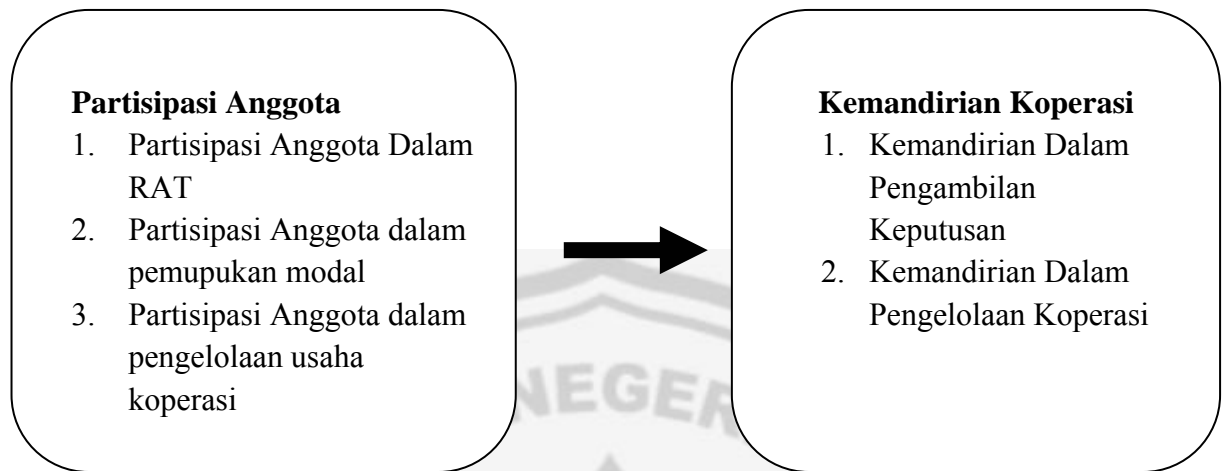 Partisipasi Anggota
1. Partisipasi Anggota Dalam
RAT
2. Partisipasi Anggota dalam
pemupukan modal
3. Partisipasi Anggota dalam
pengelolaan usaha
koperasi
Kemandirian Koperasi
1. Kemandirian Dalam
Pengambilan
Keputusan
2. Kemandirian Dalam
Pengelolaan Koperasi